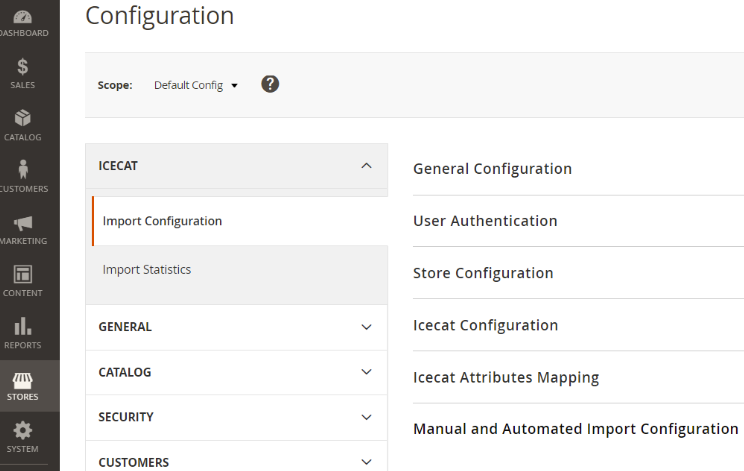 Configuration
DASHBOARD
SALES
CATALOG
CUSTOMERS
MARKETING
CONTENT
REPORTS
STORES
SYSTEM
Scope: Default Config ?
ICECAT
Import Configuration
Import Statistics
GENERAL
CATALOG
SECURITY
CUSTOMERS
General Configuration
User Authentication
Store Configuration
Icecat Configuration
Icecat Attributes Mapping
Manual and Automated Import Configuration